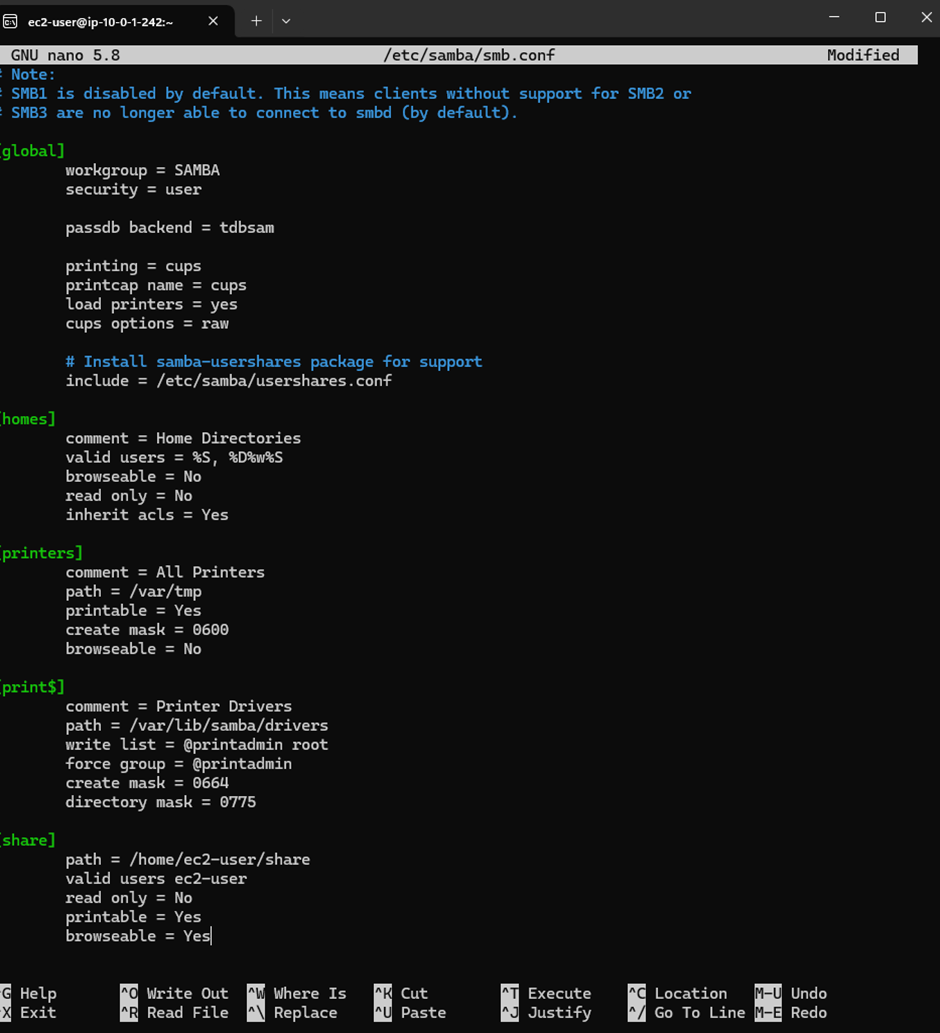 ec2-user@ip-10-0-1-242:~
GNU nano 5.8 /etc/samba/smb.conf Modified
# Note:
# SMB1 is disabled by default. This means clients without support for SMB2 or
# SMB3 are no longer able to connect to smbd (by default).
[global]
workgroup = SAMBA
security = user
passdb backend = tdbsam
printing = cups
printcap name = cups
load printers = yes
cups options = raw
# Install samba-usershares package for support
include = /etc/samba/usershares.conf
[homes]
comment = Home Directories
valid users = %S, %D%w%S
browseable = No
read only = No
inherit acls = Yes
[printers]
comment = All Printers
path = /var/tmp
printable = Yes
create mask = 0600
browseable = No
[print$]
comment = Printer Drivers
path = /var/lib/samba/drivers
write list = @printadmin root
force group = @printadmin
create mask = 0664
directory mask = 0775
[share]
path = /home/ec2-user/share
valid users ec2-user
read only = No
printable = Yes
browseable = Yes
^G Help ^O Write Out ^W Where Is ^K Cut ^T Execute ^C Location M-U Undo
^X Exit ^R Read File ^\ Replace ^U Paste ^J Justify ^/ Go To Line M-E Redo